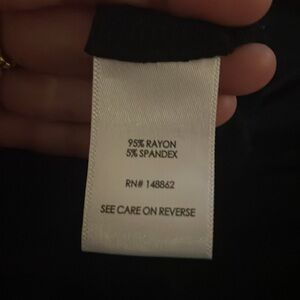 95% RAYON
5% SPANDEX
RN# 148862
SEE CARE ON REVERSE